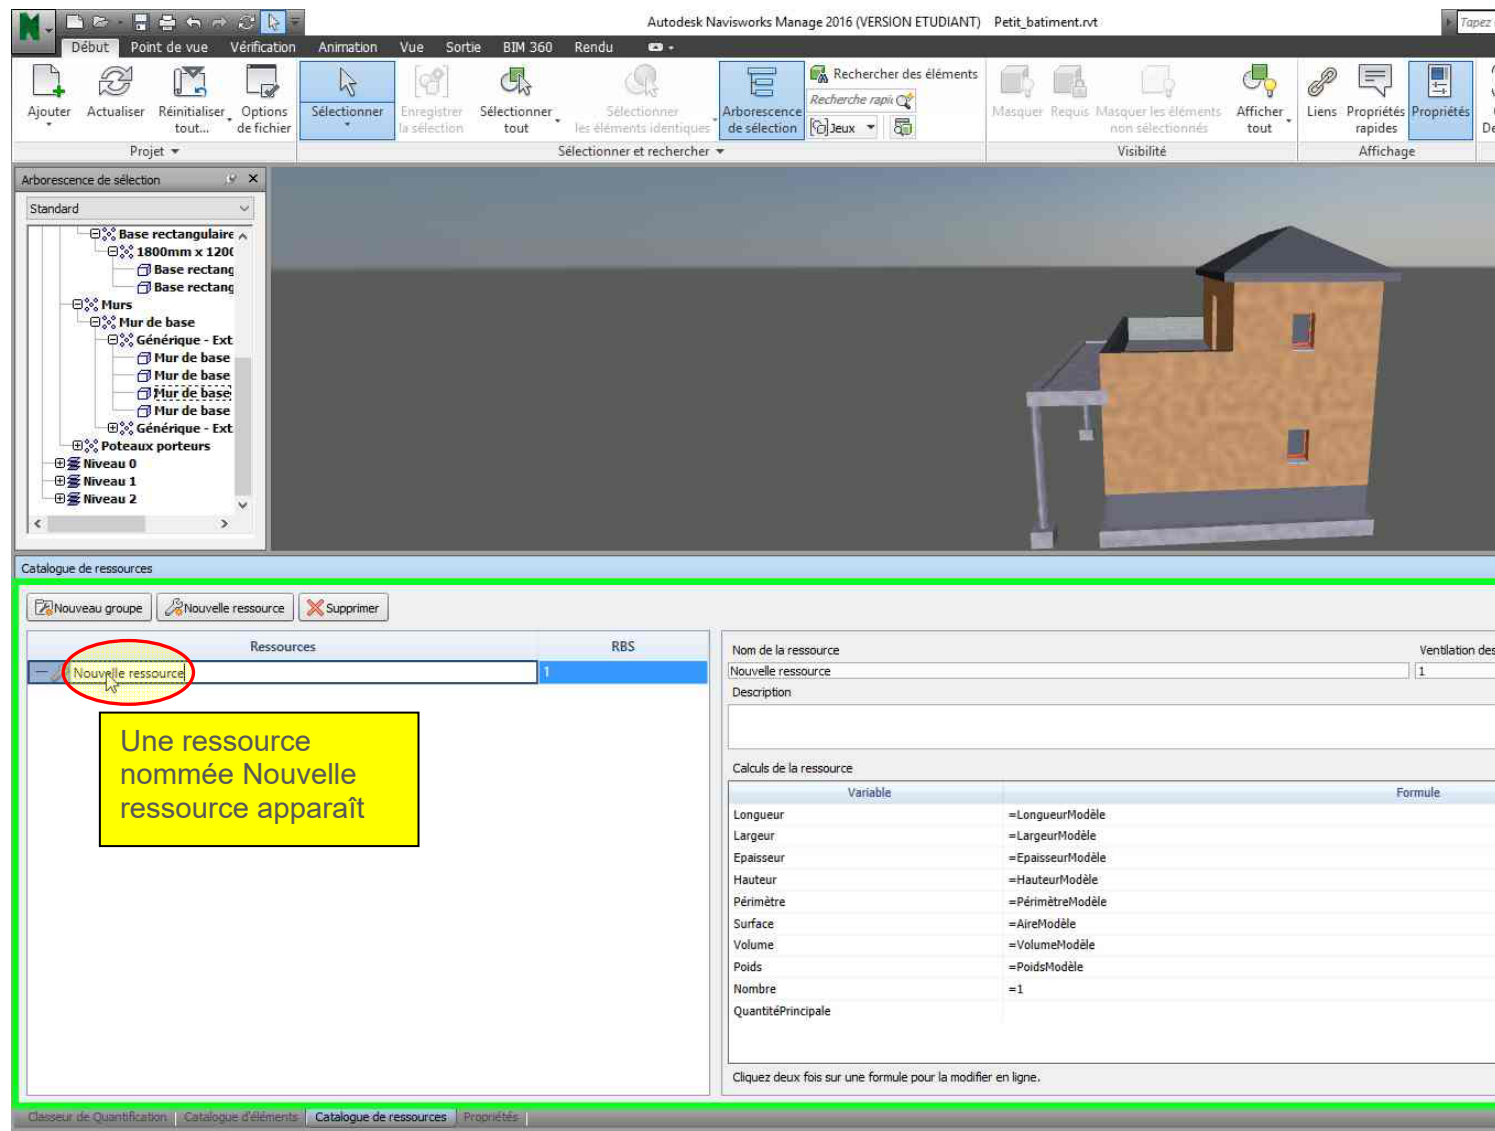 Autodesk Navisworks Manage 2016 (VERSION ETUDIANT) Petit_batiment.rvt
Tapez
Début Point de vue Vérification Animation Vue Sortie BIM 360 Rendu
Ajouter
Actualiser
Réinitialiser
tout...
Options
de fichier
Projet
Sélectionner
Enregistrer
la sélection
Sélectionner
tout
Sélectionner
les éléments identiques
Arborescence
de sélection
Rechercher des éléments
Recherche rapi
Jeux
Sélectionner et rechercher
Masquer
Requis
Masquer les éléments
non sélectionnés
Afficher
tout
Visibilité
Liens
Propriétés
rapides
Propriétés
Affichage
Arborescence de sélection
Standard
Base rectangulaire
1800mm x 120
Base rectang
Base rectang
Murs
Mur de base
Générique - Ext
Mur de base
Mur de base
Mur de base
Mur de base
Générique - Ext
Poteaux porteurs
Niveau 0
Niveau 1
Niveau 2
Catalogue de ressources
Nouveau groupe Nouvelle ressource Supprimer
Ressources RBS
Nouvelle ressource 1
Une ressource
nommée Nouvelle
ressource apparaît
Nom de la ressource Ventilation des
Nouvelle ressource 1
Description
Calculs de la ressource
Variable Formule
Longueur =LongueurModèle
Largeur =LargeurModèle
Epaisseur =EpaisseurModèle
Hauteur =HauteurModèle
Périmètre =PérimètreModèle
Surface =AireModèle
Volume =VolumeModèle
Poids =PoidsModèle
Nombre =1
QuantitéPrincipale
Cliquez deux fois sur une formule pour la modifier en ligne.
Classeur de Quantification Catalogue d'éléments Catalogue de ressources Propriétés